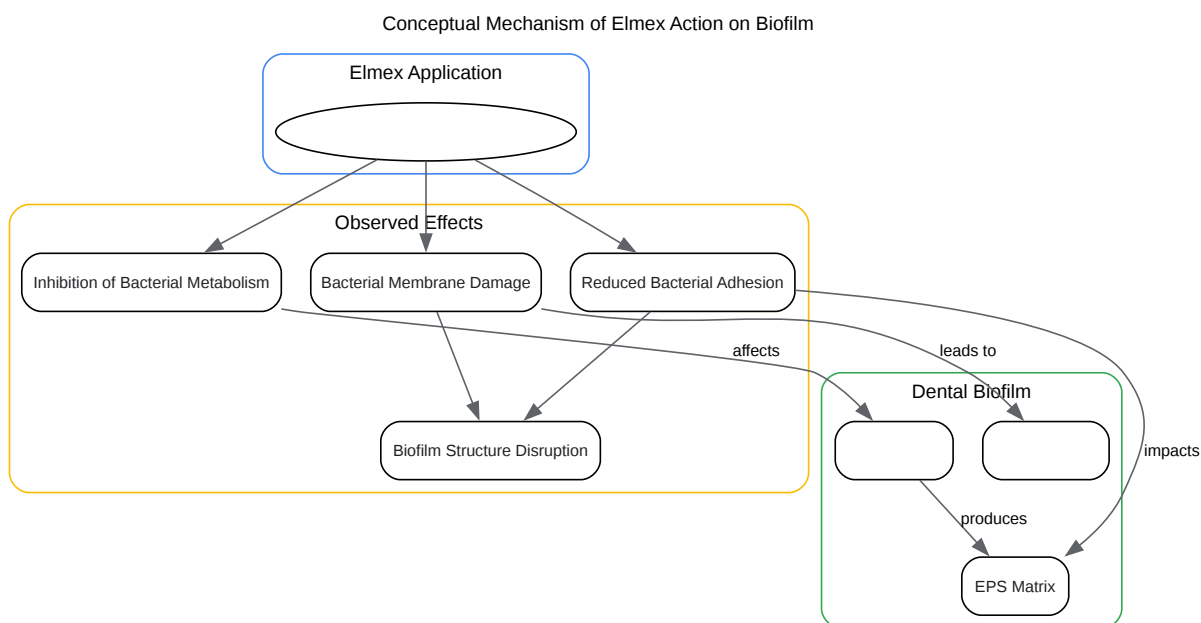 Conceptual Mechanism of Elmex Action on Biofilm
Elmex Application
Observed Effects
Inhibition of Bacterial Metabolism
Bacterial Membrane Damage
Reduced Bacterial Adhesion
affects
leads to
Dental Biofilm
Biofilm Structure Disruption
impacts
produces
EPS Matrix